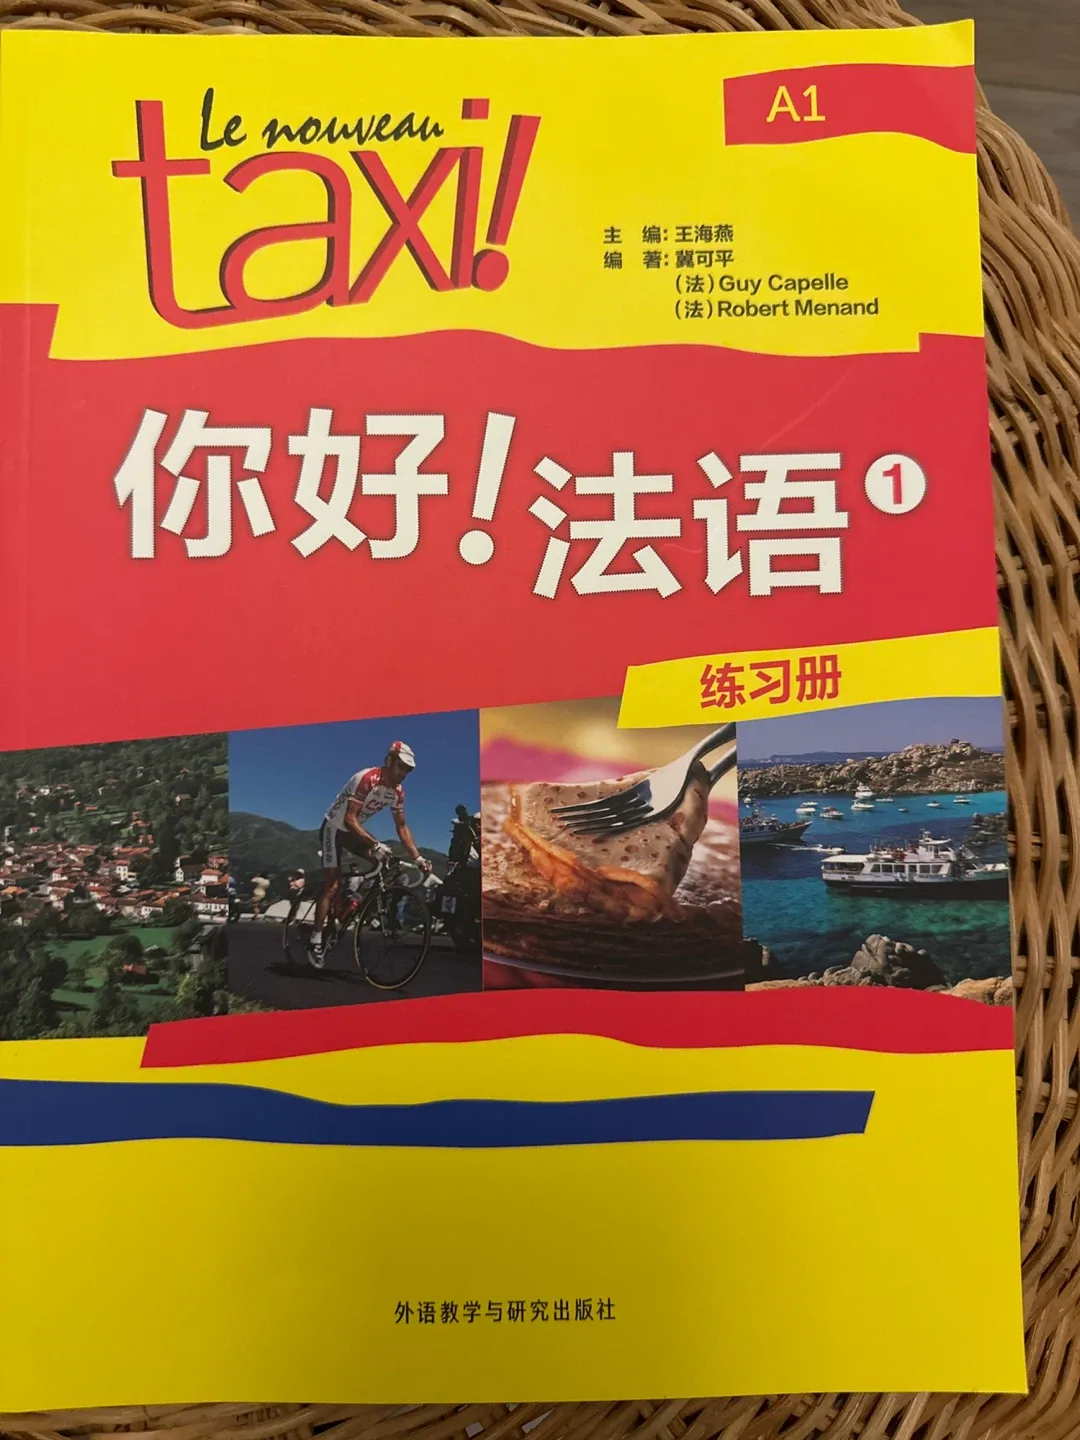 Le nouveau
taxi!
A1
主 编：王海燕
编 著：冀可平
（法）Guy Capelle
（法）Robert Menand
你好！法语①
练习册
外语教学与研究出版社